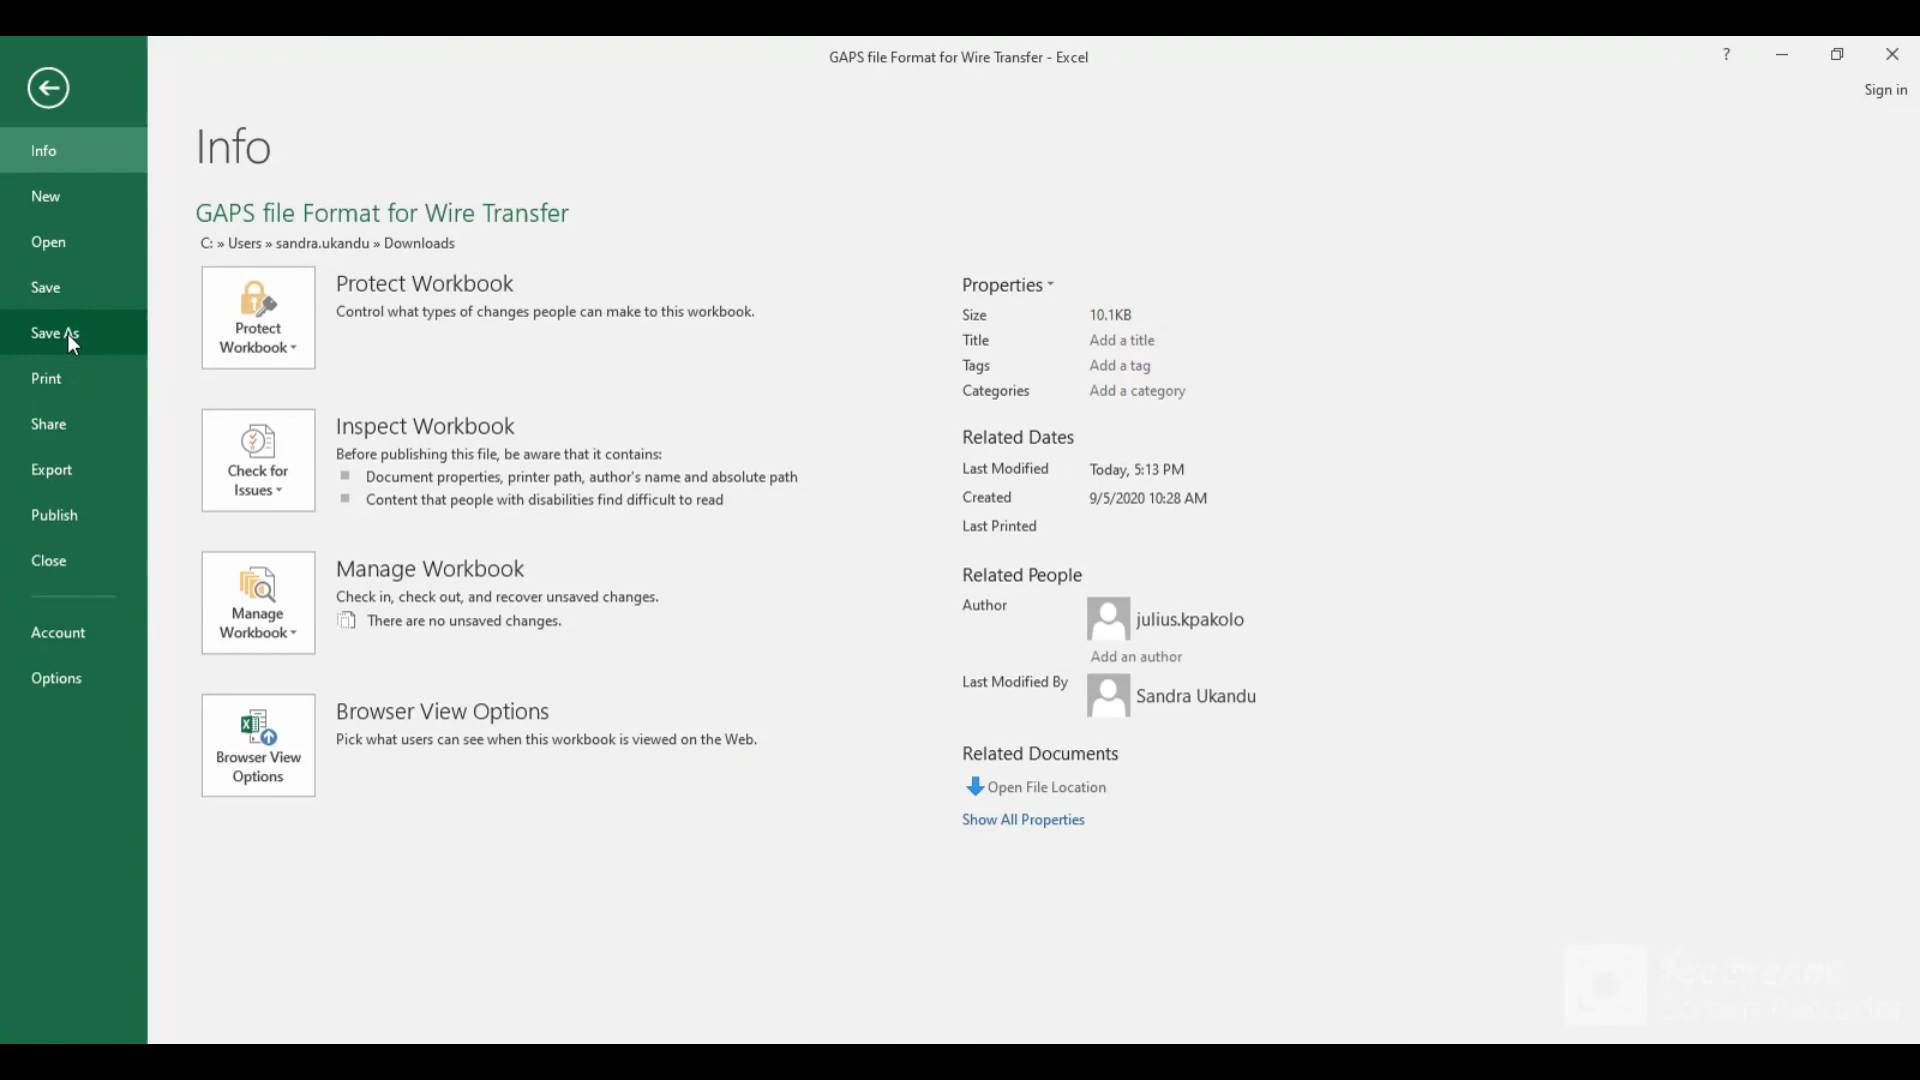 GAPS file Format for Wire Transfer - Excel
?
Sign in
Info
New
Open
Save
Save As
Print
Share
Export
Publish
Close
Account
Options
Info
GAPS file Format for Wire Transfer
C: » Users » sandra.ukandu » Downloads
Protect
Workbook
Protect Workbook
Control what types of changes people can make to this workbook.
Check for
Issues
Inspect Workbook
Before publishing this file, be aware that it contains:
Document properties, printer path, author's name and absolute path
Content that people with disabilities find difficult to read
Manage
Workbook
Manage Workbook
Check in, check out, and recover unsaved changes.
There are no unsaved changes.
Browser View
Options
Browser View Options
Pick what users can see when this workbook is viewed on the Web.
Properties
Size 10.1KB
Title Add a title
Tags Add a tag
Categories Add a category
Related Dates
Last Modified Today, 5:13 PM
Created 9/5/2020 10:28 AM
Last Printed
Related People
Author julius.kpakolo
Add an author
Last Modified By Sandra Ukandu
Related Documents
Open File Location
Show All Properties